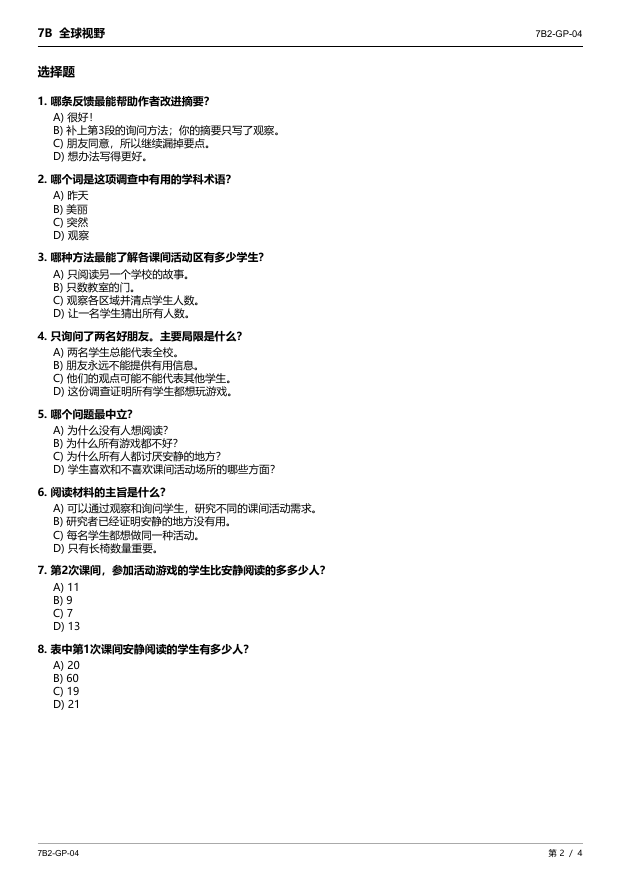 7B 全球视野
7B2-GP-04
选择题
1. 哪条反馈最能帮助作者改进摘要？
A) 很好！
B) 补上第3段的询问方法；你的摘要只写了观察。
C) 朋友同意，所以继续漏掉要点。
D) 想办法写得更好。
2. 哪个词是这项调查中有用的学科术语？
A) 昨天
B) 美丽
C) 突然
D) 观察
3. 哪种方法最能了解各课间活动区有多少学生？
A) 只阅读另一个学校的故事。
B) 只数教室的门。
C) 观察各区域并清点学生人数。
D) 让一名学生猜出所有人数。
4. 只询问了两名好朋友。主要局限是什么？
A) 两名学生总能代表全校。
B) 朋友永远不能提供有用信息。
C) 他们的观点可能不能代表其他学生。
D) 这份调查证明所有学生都想玩游戏。
5. 哪个问题最中立？
A) 为什么没有人想阅读？
B) 为什么所有游戏都不好？
C) 为什么所有人都讨厌安静的地方？
D) 学生喜欢和不喜欢课间活动场所的哪些方面？
6. 阅读材料的主旨是什么？
A) 可以通过观察和询问学生，研究不同的课间活动需求。
B) 研究者已经证明安静的地方没有用。
C) 每名学生都想做同一种活动。
D) 只有长椅数量重要。
7. 第2次课间，参加活动游戏的学生比安静阅读的多多少人？
A) 11
B) 9
C) 7
D) 13
8. 表中第1次课间安静阅读的学生有多少人？
A) 20
B) 60
C) 19
D) 21
7B2-GP-04
第 2 / 4